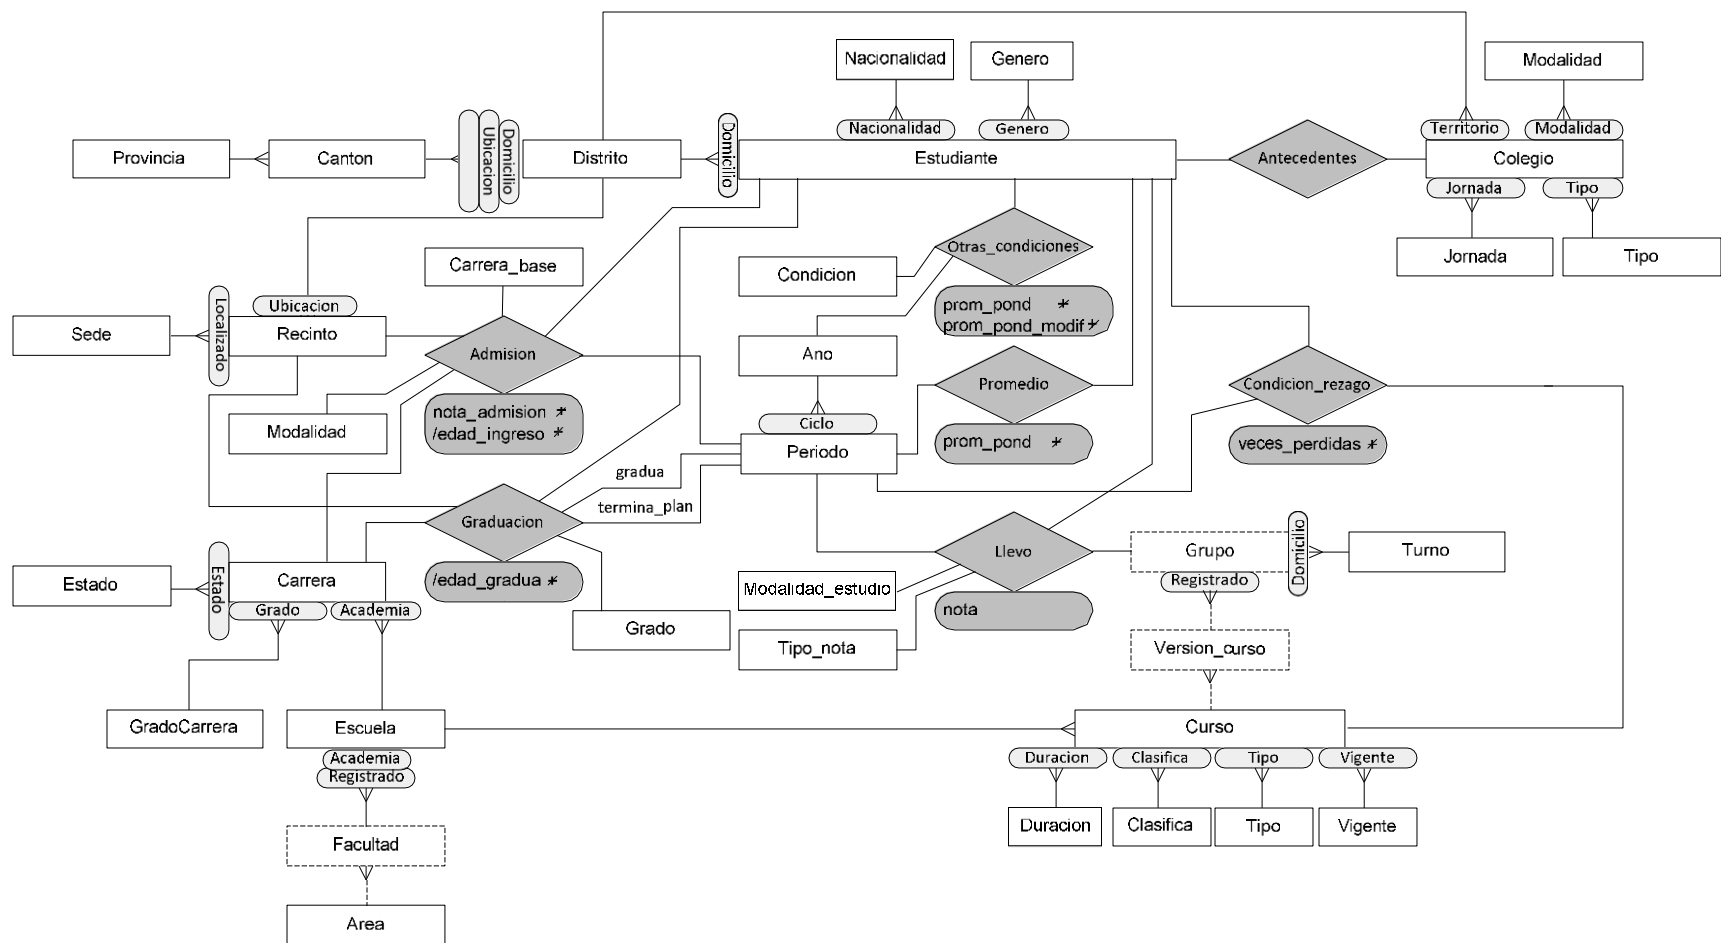 Nacionalidad
Genero
Modalidad
Nacionalidad
Genero
Territorio
Modalidad
Provincia
Canton
Ubicacion
Domicilio
Distrito
Domicilio
Estudiante
Antecedentes
Colegio
Jornada
Tipo
Jornada
Tipo
Otras_condiciones
Condicion
Carrera_base
prom_pond *
prom_pond_modif *
Ubicacion
Localizado
Sede
Recinto
Admision
Ano
Promedio
Condicion_rezago
nota_admision *
/edad_ingreso *
Modalidad
Ciclo
Periodo
prom_pond *
veces_perdidas *
gradua
termina_plan
Graduacion
Llevo
Grupo
Domicilio
Turno
Estado
Estado
Carrera
/edad_gradua *
Registrado
Grado
Academia
Modalidad_estudio
nota
Grado
Tipo_nota
Version_curso
GradoCarrera
Escuela
Curso
Academia
Registrado
Duracion
Clasifica
Tipo
Vigente
Duracion
Clasifica
Tipo
Vigente
Facultad
Area